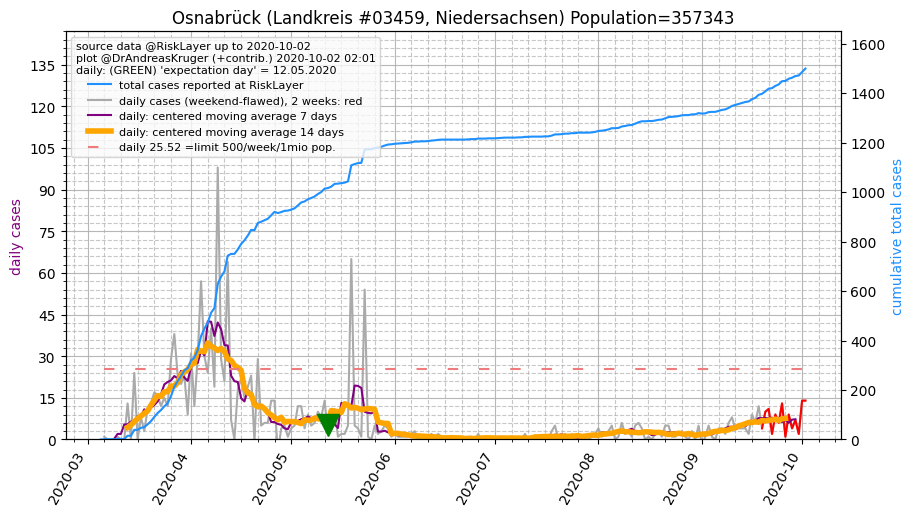 Osnabrück (Landkreis #03459, Niedersachsen) Population=357343
source data @RiskLayer up to 2020-10-02
plot @DrAndreasKruger (+contrib.) 2020-10-02 02:01
daily: (GREEN) 'expectation day' = 12.05.2020
total cases reported at RiskLayer
daily cases (weekend-flawed), 2 weeks: red
daily: centered moving average 7 days
daily: centered moving average 14 days
daily 25.52 =limit 500/week/1mio pop.
daily cases
135
120
105
90
75
60
45
30
15
0
cumulative total cases
1600
1400
1200
1000
800
600
400
200
0
2020-03
2020-04
2020-05
2020-06
2020-07
2020-08
2020-09
2020-10